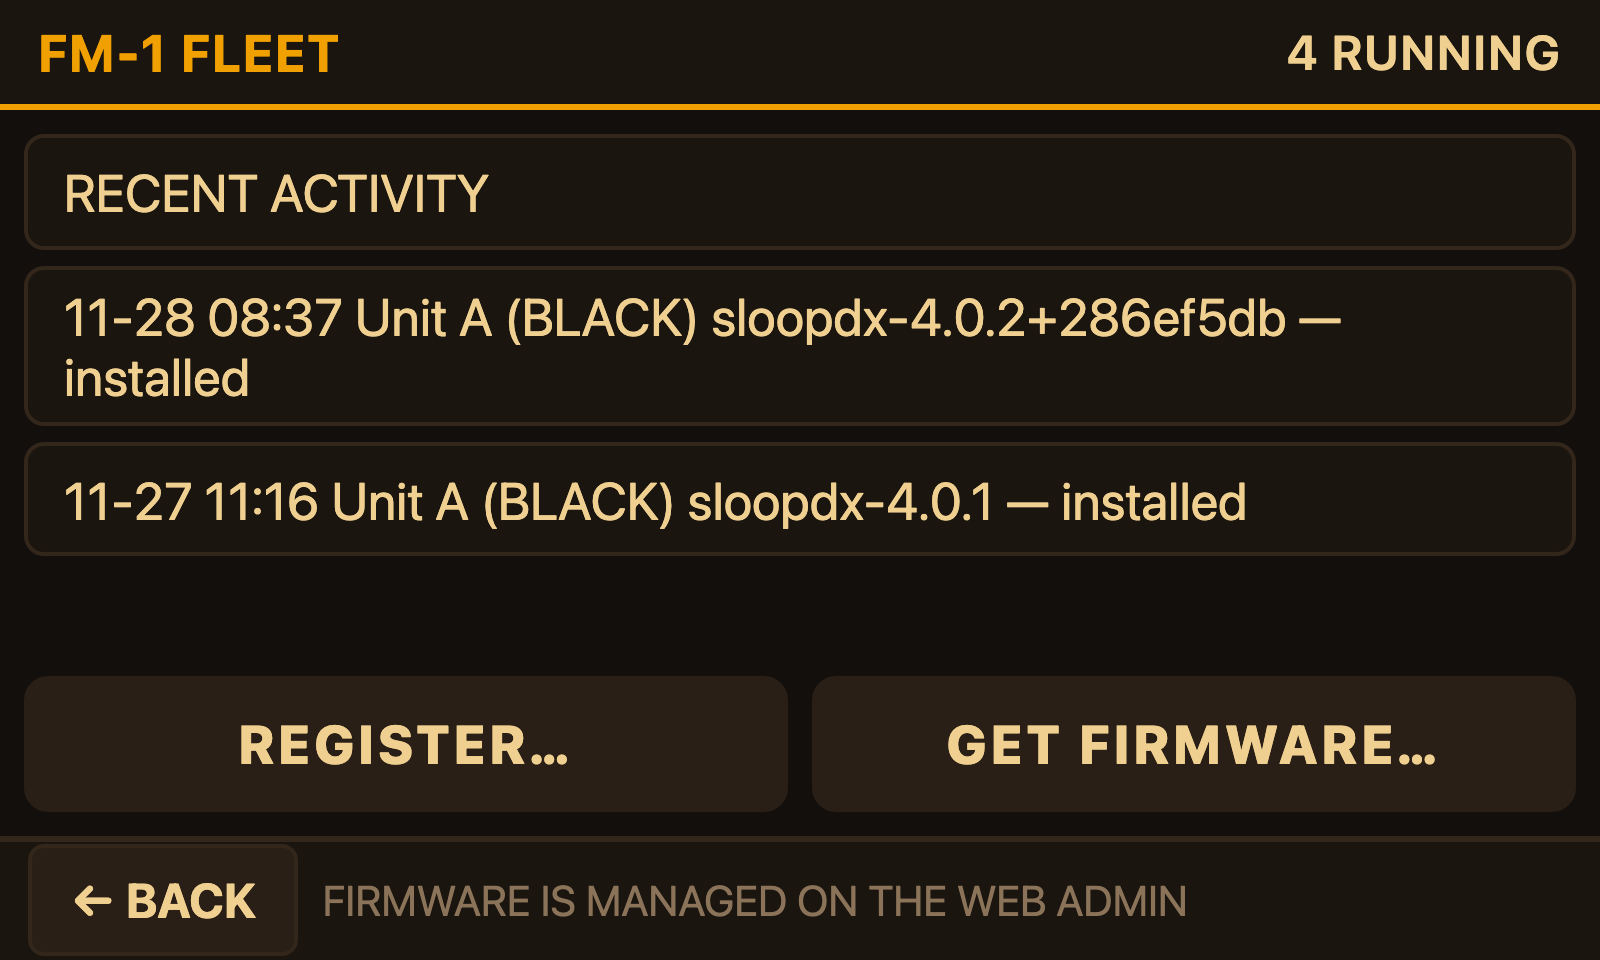 FM-1 FLEET
4 RUNNING
RECENT ACTIVITY
11-28 08:37 Unit A (BLACK) sloopdx-4.0.2+286ef5db —
installed
11-27 11:16 Unit A (BLACK) sloopdx-4.0.1 — installed
REGISTER…
GET FIRMWARE…
← BACK
FIRMWARE IS MANAGED ON THE WEB ADMIN